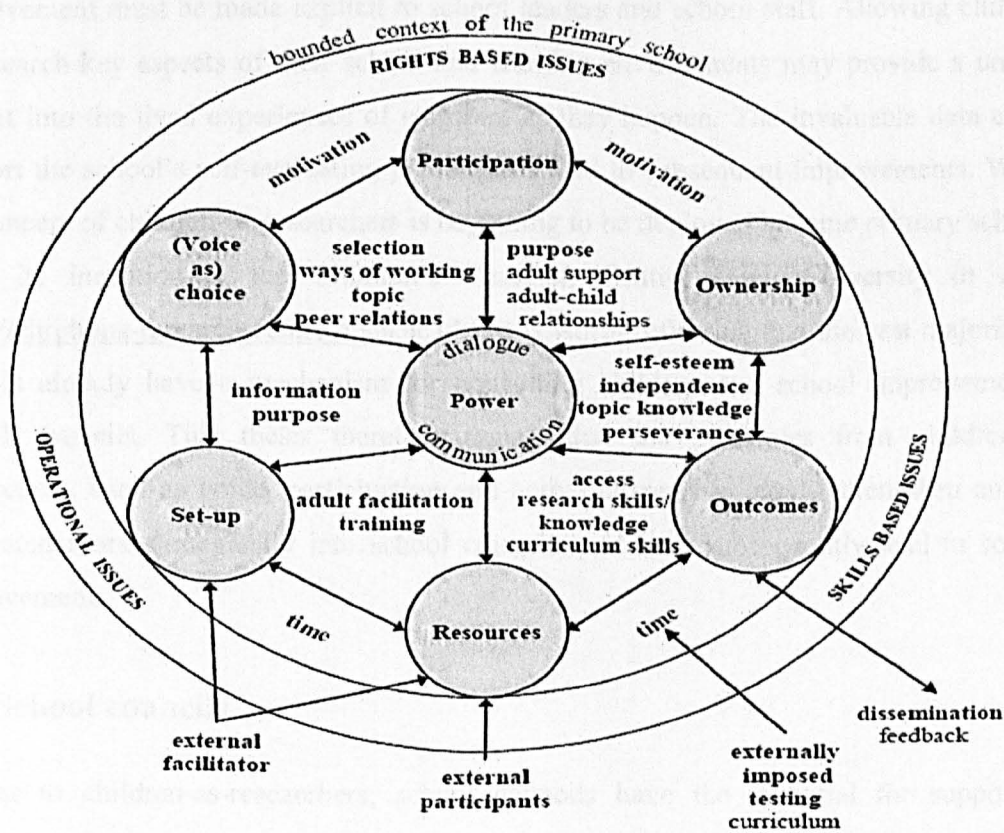 bounded context of the primary school
RIGHTS BASED ISSUES
motivation
Participation
motivation
(Voice
as)
choice
selection
ways of working
topic
peer relations
purpose
adult support
adult-child
relationships
Ownership
dialogue
Power
communication
information
purpose
self-esteem
independence
topic knowledge
perseverance
OPERATIONAL ISSUES
SKILLS BASED ISSUES
Set-up
adult facilitation
training
access
research skills/
knowledge
curriculum skills
Outcomes
time
Resources
time
external
facilitator
external
participants
externally
imposed
testing
curriculum
dissemination
feedback